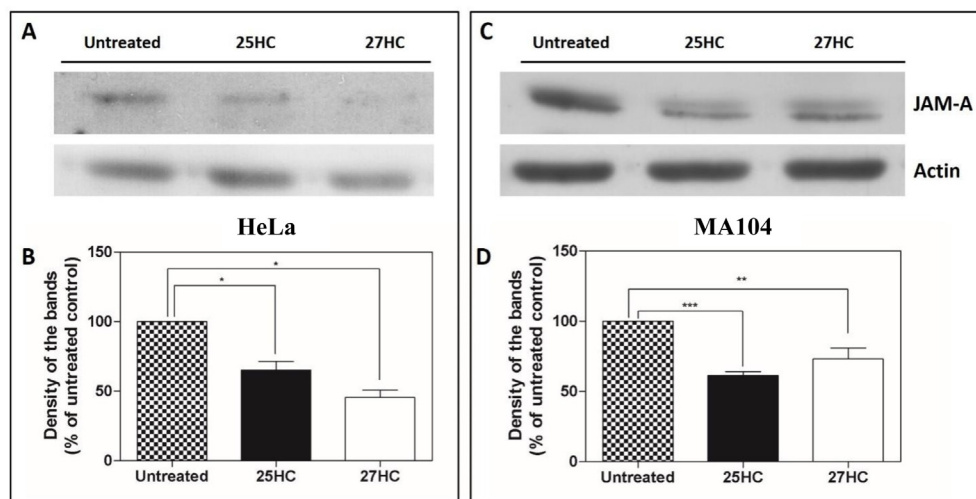 A
Untreated 25HC 27HC
HeLa
B
Density of the bands
(% of untreated control)
150
100
50
0
*
*
Untreated 25HC 27HC
C
Untreated 25HC 27HC
JAM-A
Actin
MA104
D
Density of the bands
(% of untreated control)
150
100
50
0
**
***
Untreated 25HC 27HC